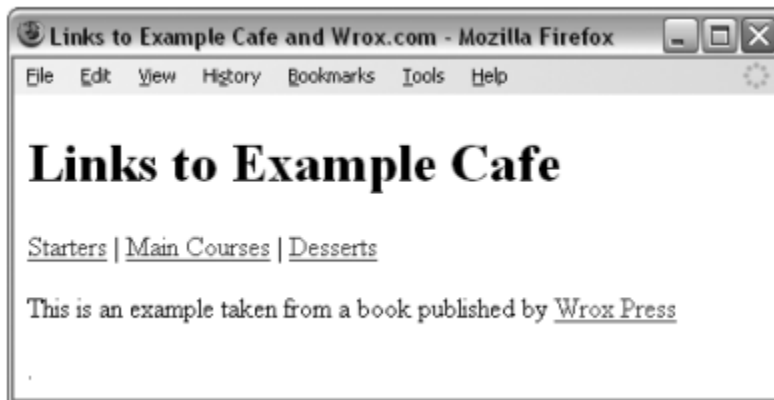 Links to Example Cafe and Wrox.com - Mozilla Firefox
File Edit View History Bookmarks Tools Help
Links to Example Cafe
Starters | Main Courses | Desserts
This is an example taken from a book published by Wrox Press
.